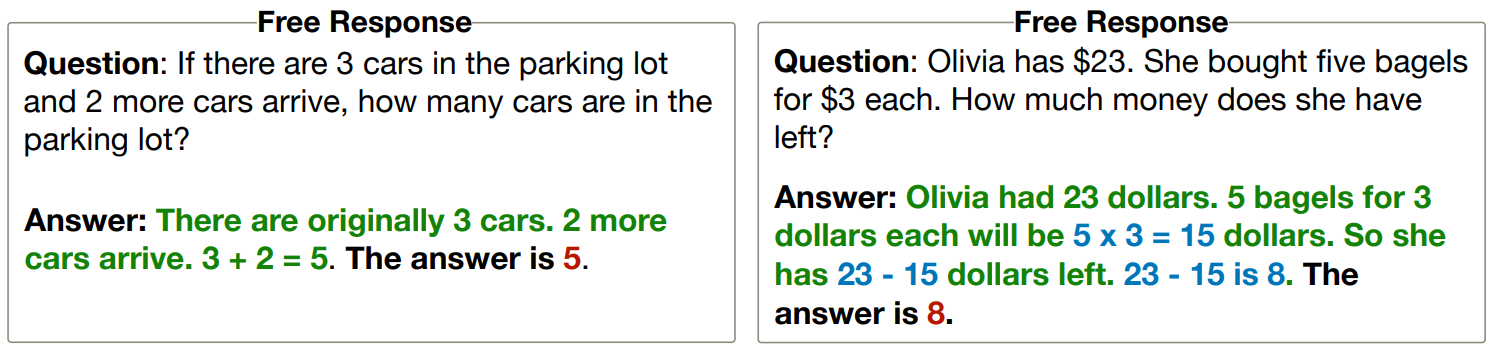 Free Response
Question: If there are 3 cars in the parking lot
and 2 more cars arrive, how many cars are in the
parking lot?
Answer: There are originally 3 cars. 2 more
cars arrive. 3 + 2 = 5. The answer is 5.
Free Response
Question: Olivia has $23. She bought five bagels
for $3 each. How much money does she have
left?
Answer: Olivia had 23 dollars. 5 bagels for 3
dollars each will be 5 x 3 = 15 dollars. So she
has 23 - 15 dollars left. 23 - 15 is 8. The
answer is 8.